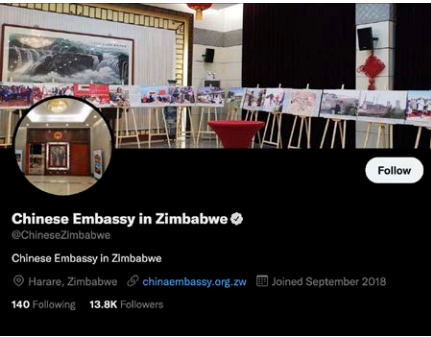 Follow
Chinese Embassy in Zimbabwe
@ChineseZimbabwe
Chinese Embassy in Zimbabwe
Harare, Zimbabwe chinaembassy.org.zw Joined September 2018
140 Following 13.8K Followers